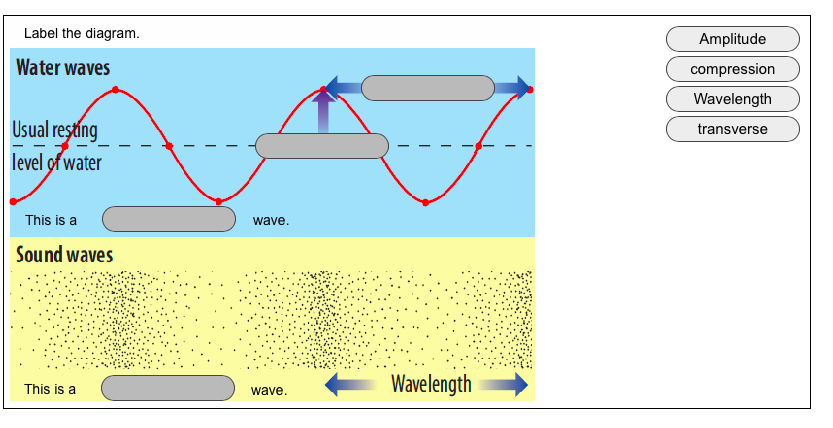 Label the diagram.
Water waves
Usual resting
level of water
This is a wave.
Sound waves
This is a wave.
Wavelength
Amplitude
compression
Wavelength
transverse